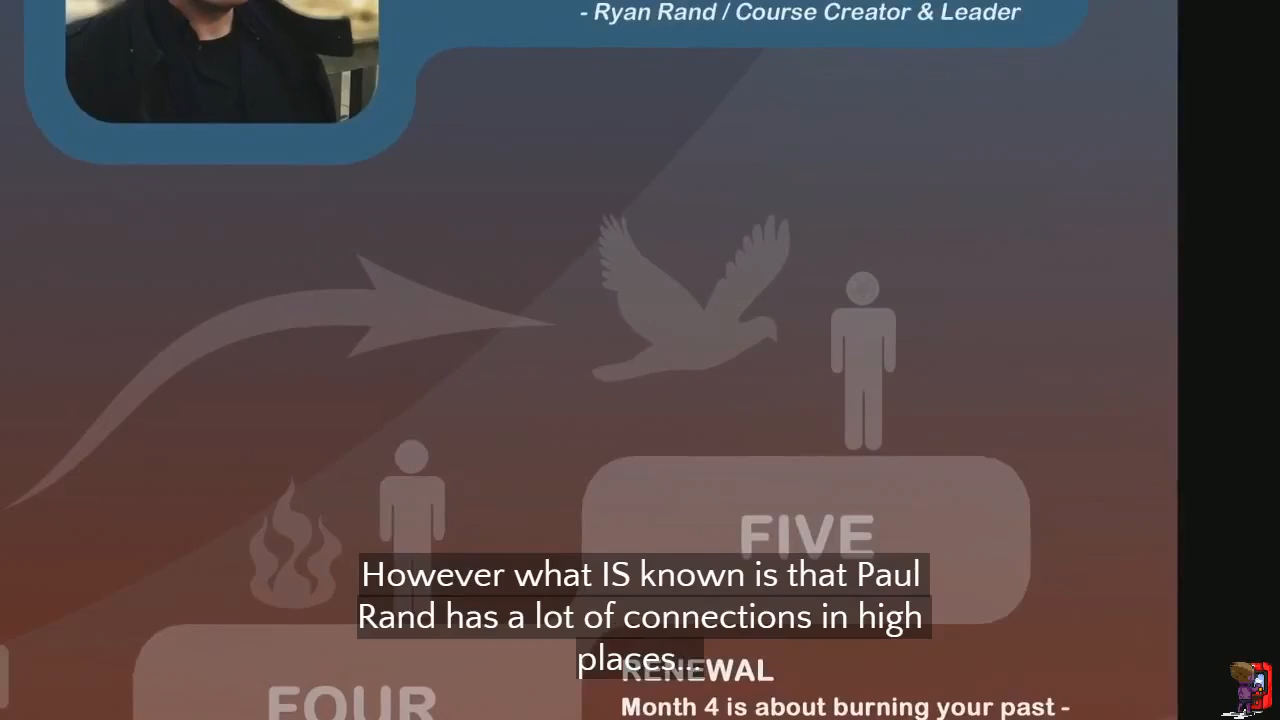 - Ryan Rand / Course Creator & Leader
FIVE
However what IS known is that Paul
Rand has a lot of connections in high
places...
RENEWAL
FOUR
Month 4 is about burning your past -